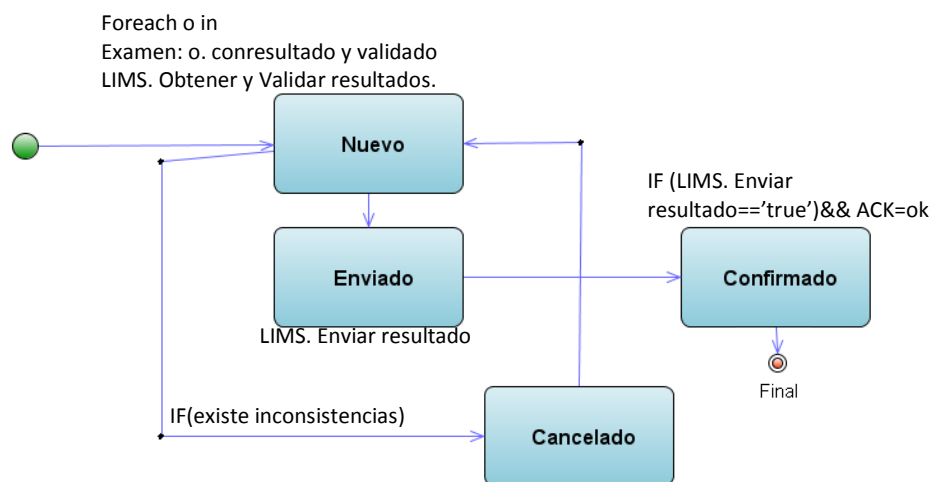 Foreach o in
Examen: o. conresultado y validado
LIMS. Obtener y Validar resultados.
Nuevo
IF (LIMS. Enviar
resultado=='true')&& ACK=ok
Enviado
Confirmado
LIMS. Enviar resultado
Final
IF(existe inconsistencias)
Cancelado